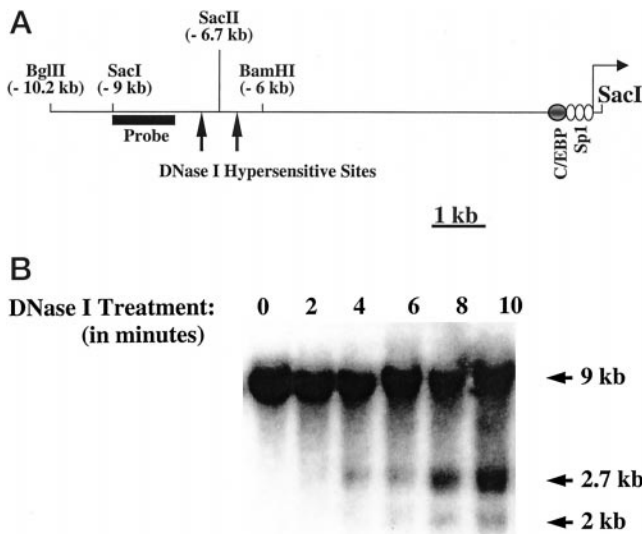 A
SacII
(- 6.7 kb)
BglII
(- 10.2 kb)
SacI
(- 9 kb)
BamHI
(- 6 kb)
SacI
Probe
DNase I Hypersensitive Sites
C/EBP
Sp1
1 kb
B
DNase I Treatment: 0 2 4 6 8 10
(in minutes)
9 kb
2.7 kb
2 kb